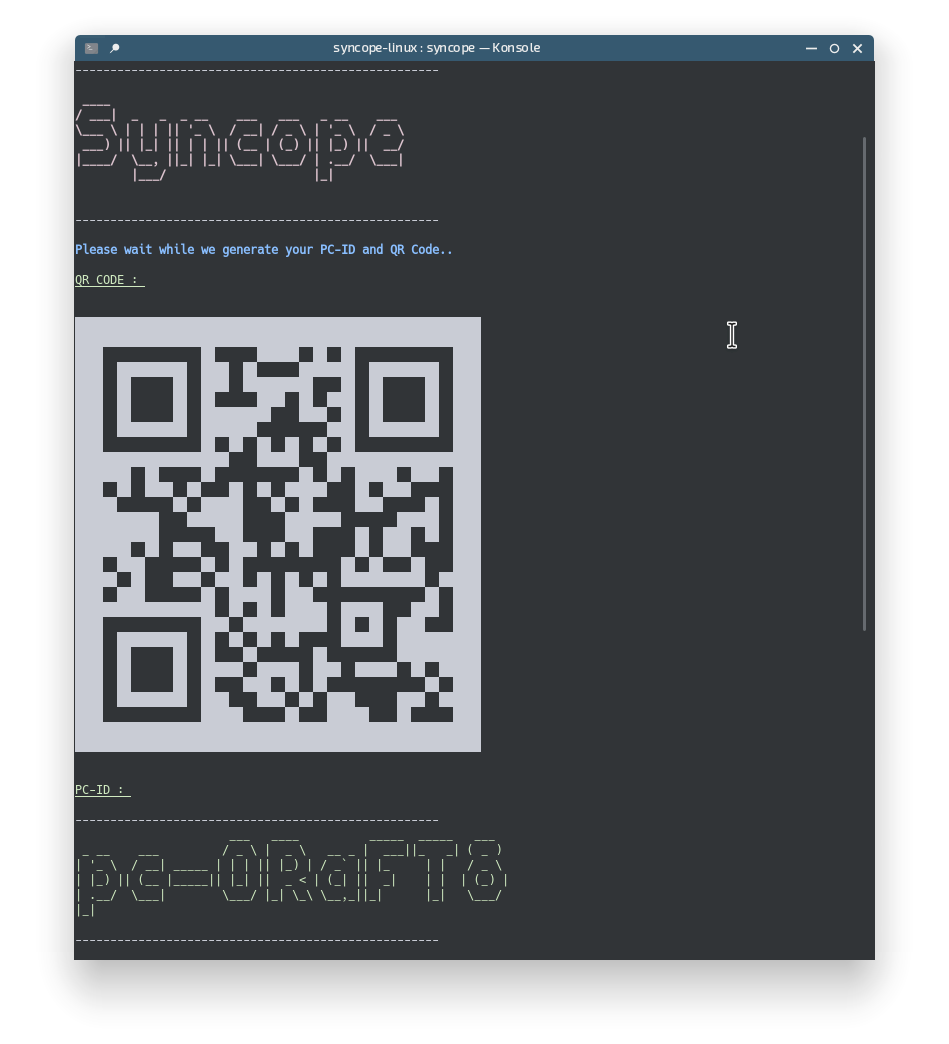 syncope-linux : syncope — Konsole
Syncope
Please wait while we generate your PC-ID and QR Code..
QR CODE :
PC-ID :
pc-ORaFT8